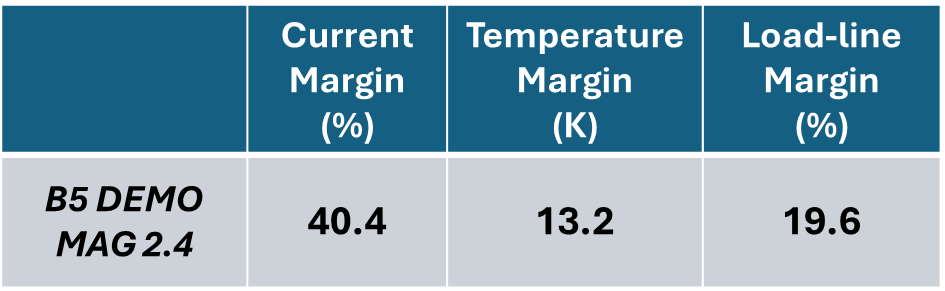 Current Margin (%)
Temperature Margin (K)
Load-line Margin (%)
B5 DEMO MAG 2.4
40.4
13.2
19.6